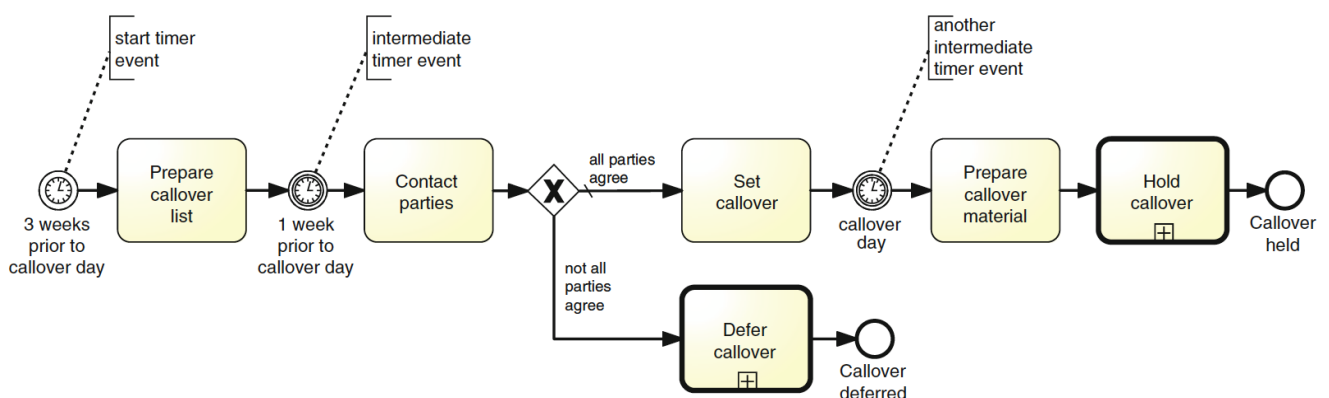 start timer
event
intermediate
timer event
another
intermediate
timer event
3 weeks
prior to
callover day
Prepare
callover
list
1 week
prior to
callover day
Contact
parties
X
all parties
agree
Set
callover
callover
day
Prepare
callover
material
Hold
callover
Callover
held
not all
parties
agree
Defer
callover
Callover
deferred